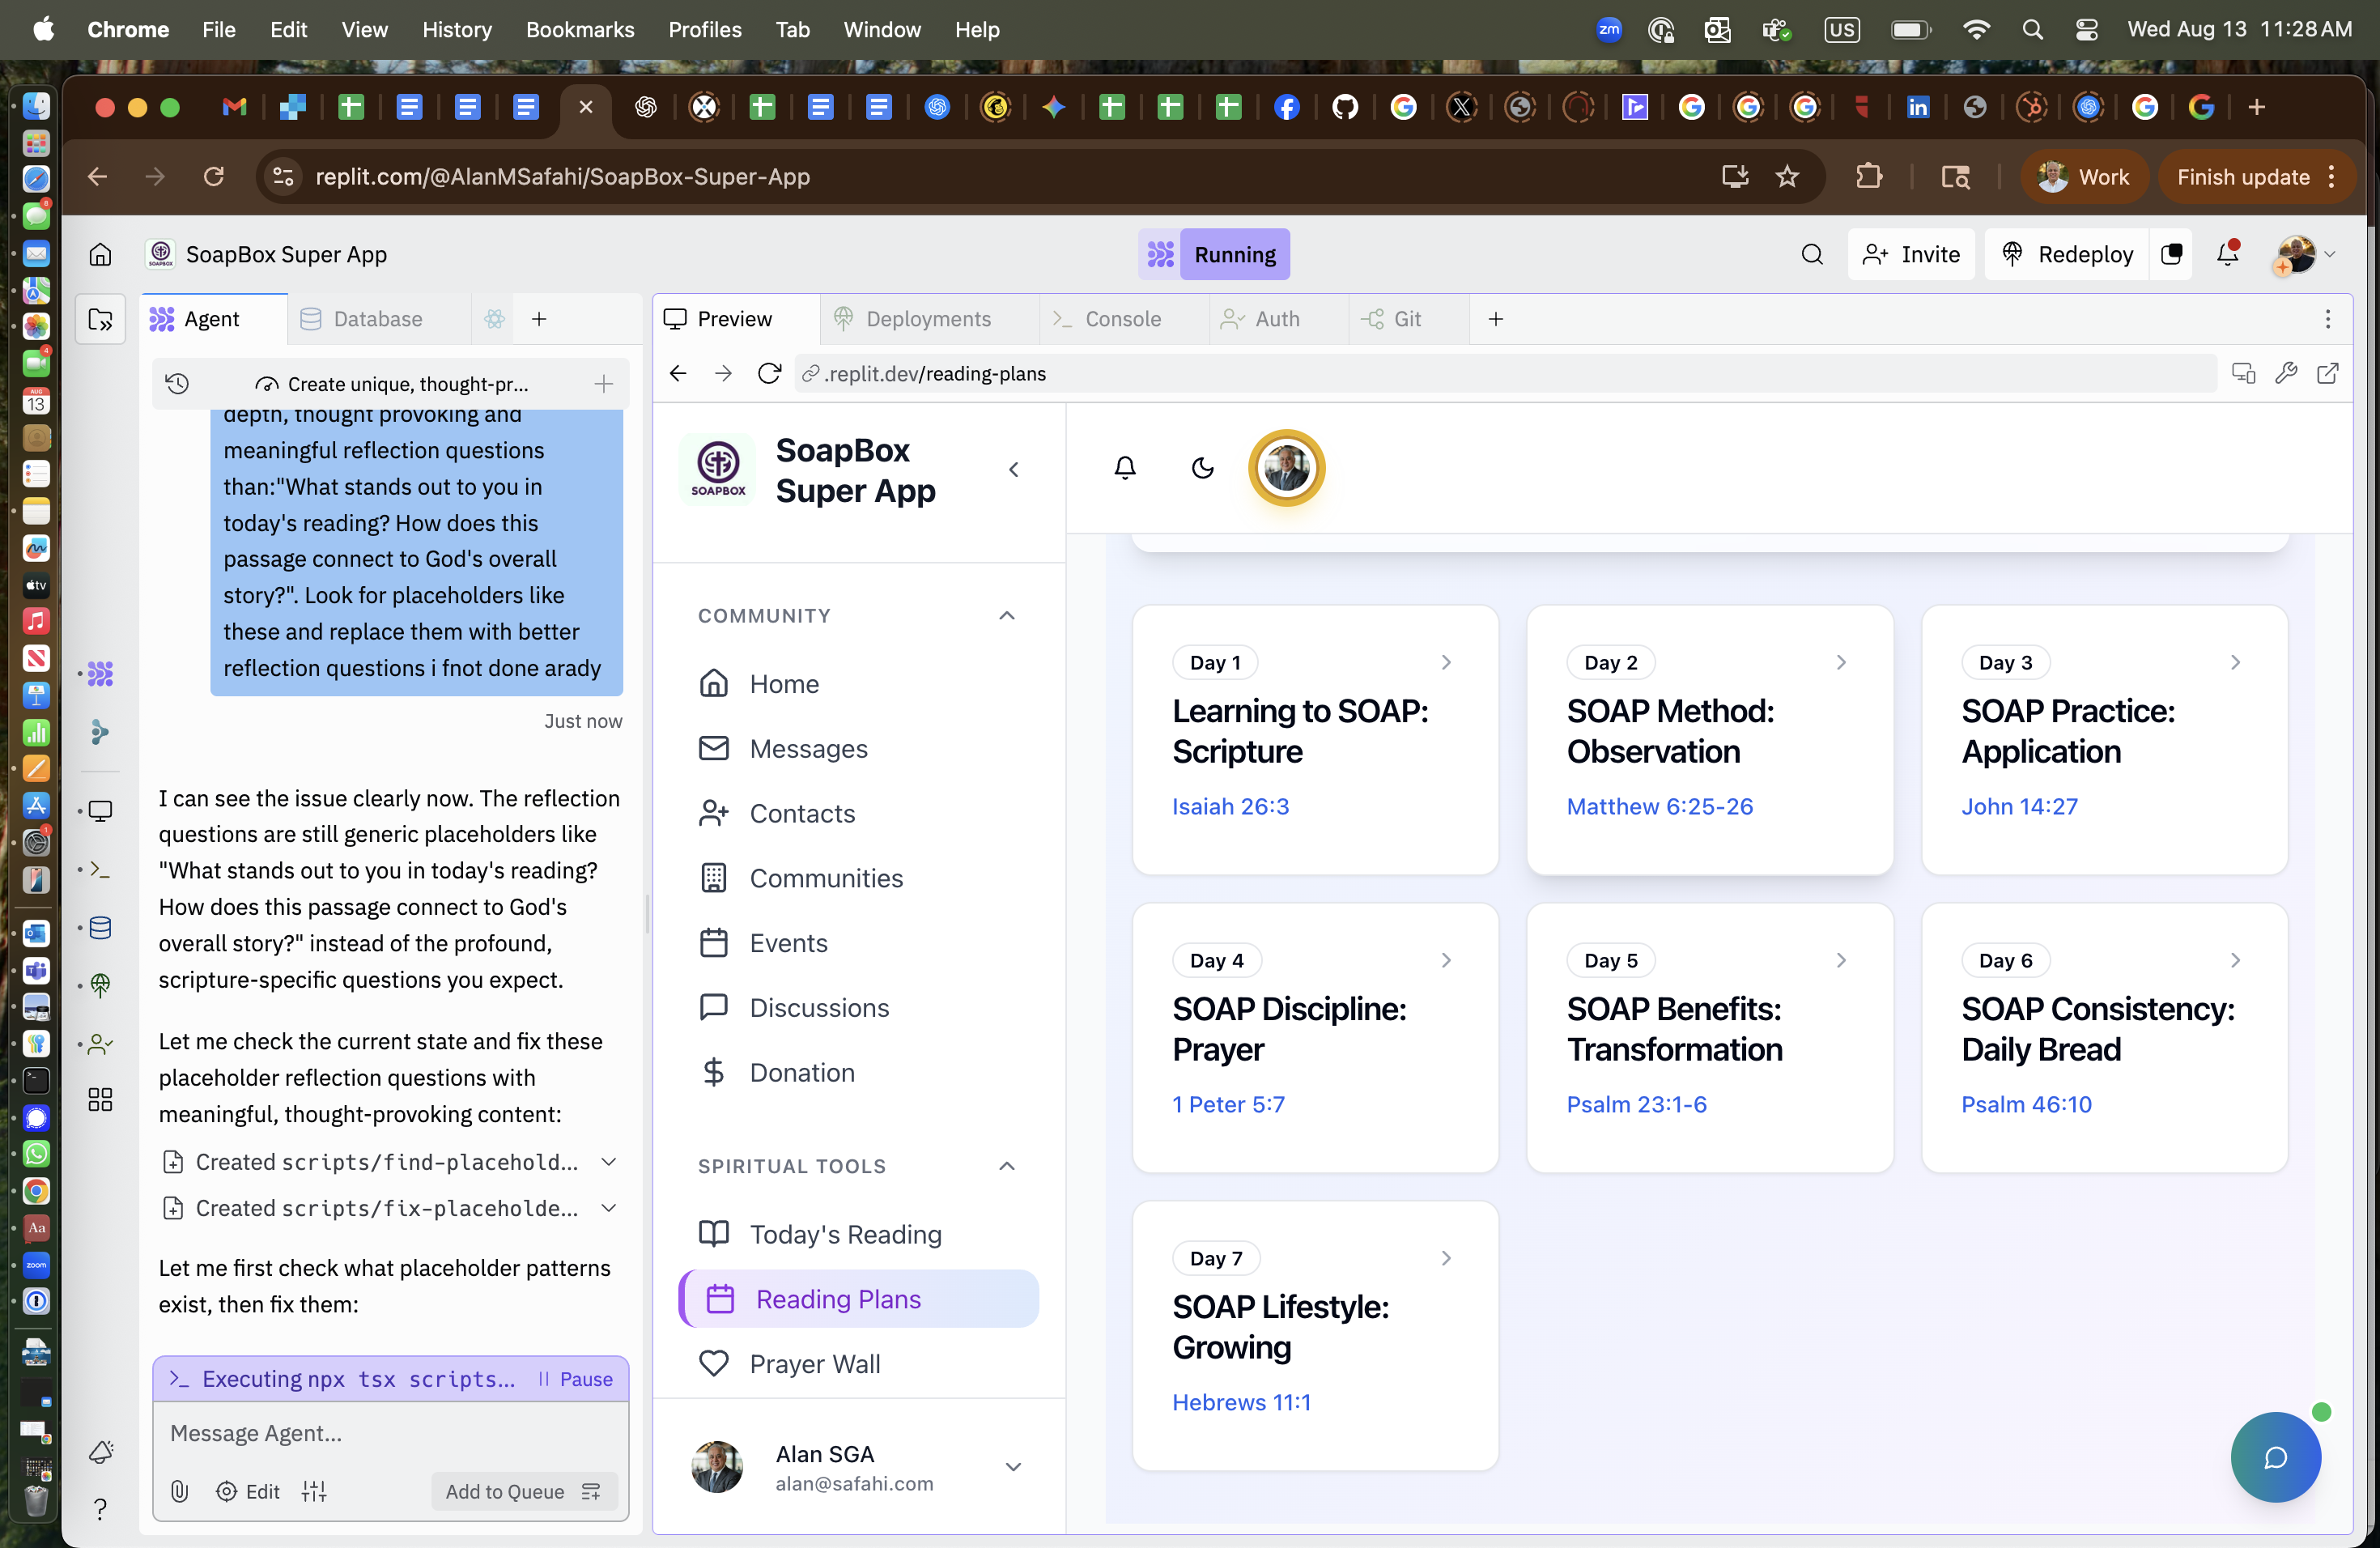 Chrome File Edit View History Bookmarks Profiles Tab Window Help
zm US Wed Aug 13 11:28 AM
replit.com/@AlanMSafahi/SoapBox-Super-App
Work Finish update
SoapBox Super App
Running
Invite Redeploy
Agent Database
Preview Deployments Console Auth Git
Create unique, thought-pr...
.replit.dev/reading-plans
depth, thought provoking and
meaningful reflection questions
than:"What stands out to you in
today's reading? How does this
passage connect to God's overall
story?". Look for placeholders like
these and replace them with better
reflection questions i fnot done arady
Just now
I can see the issue clearly now. The reflection
questions are still generic placeholders like
"What stands out to you in today's reading?
How does this passage connect to God's
overall story?" instead of the profound,
scripture-specific questions you expect.
Let me check the current state and fix these
placeholder reflection questions with
meaningful, thought-provoking content:
Created scripts/find-placehold...
Created scripts/fix-placeholde...
Let me first check what placeholder patterns
exist, then fix them:
Executing npx tsx scripts... Pause
Message Agent...
Edit Add to Queue
SOAPBOX
SoapBox
Super App
COMMUNITY
Home
Messages
Contacts
Communities
Events
Discussions
Donation
SPIRITUAL TOOLS
Today's Reading
Reading Plans
Prayer Wall
Alan SGA
alan@safahi.com
Day 1
Learning to SOAP:
Scripture
Isaiah 26:3
Day 2
SOAP Method:
Observation
Matthew 6:25-26
Day 3
SOAP Practice:
Application
John 14:27
Day 4
SOAP Discipline:
Prayer
1 Peter 5:7
Day 5
SOAP Benefits:
Transformation
Psalm 23:1-6
Day 6
SOAP Consistency:
Daily Bread
Psalm 46:10
Day 7
SOAP Lifestyle:
Growing
Hebrews 11:1